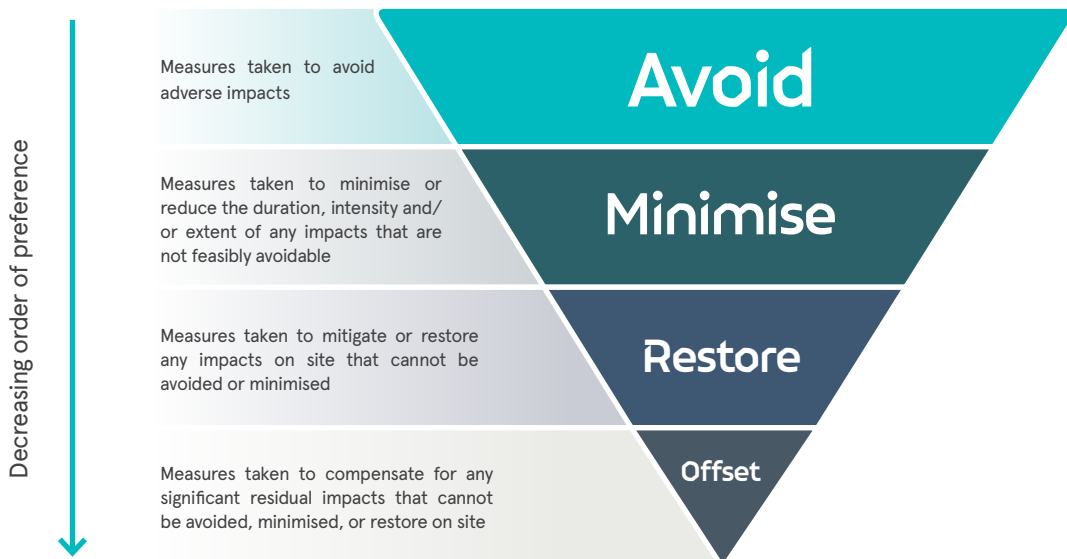 Decreasing order of preference
Measures taken to avoid
adverse impacts
Avoid
Measures taken to minimise or
reduce the duration, intensity and/
or extent of any impacts that are
not feasibly avoidable
Minimise
Measures taken to mitigate or restore
any impacts on site that cannot be
avoided or minimised
Restore
Measures taken to compensate for any
significant residual impacts that cannot
be avoided, minimised, or restore on site
Offset